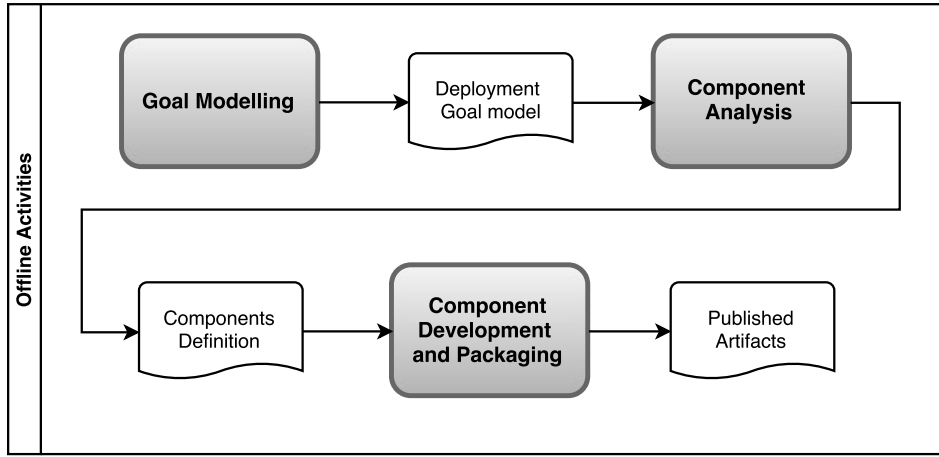 Offline Activities
Goal Modelling
Deployment
Goal model
Component
Analysis
Components
Definition
Component
Development
and Packaging
Published
Artifacts